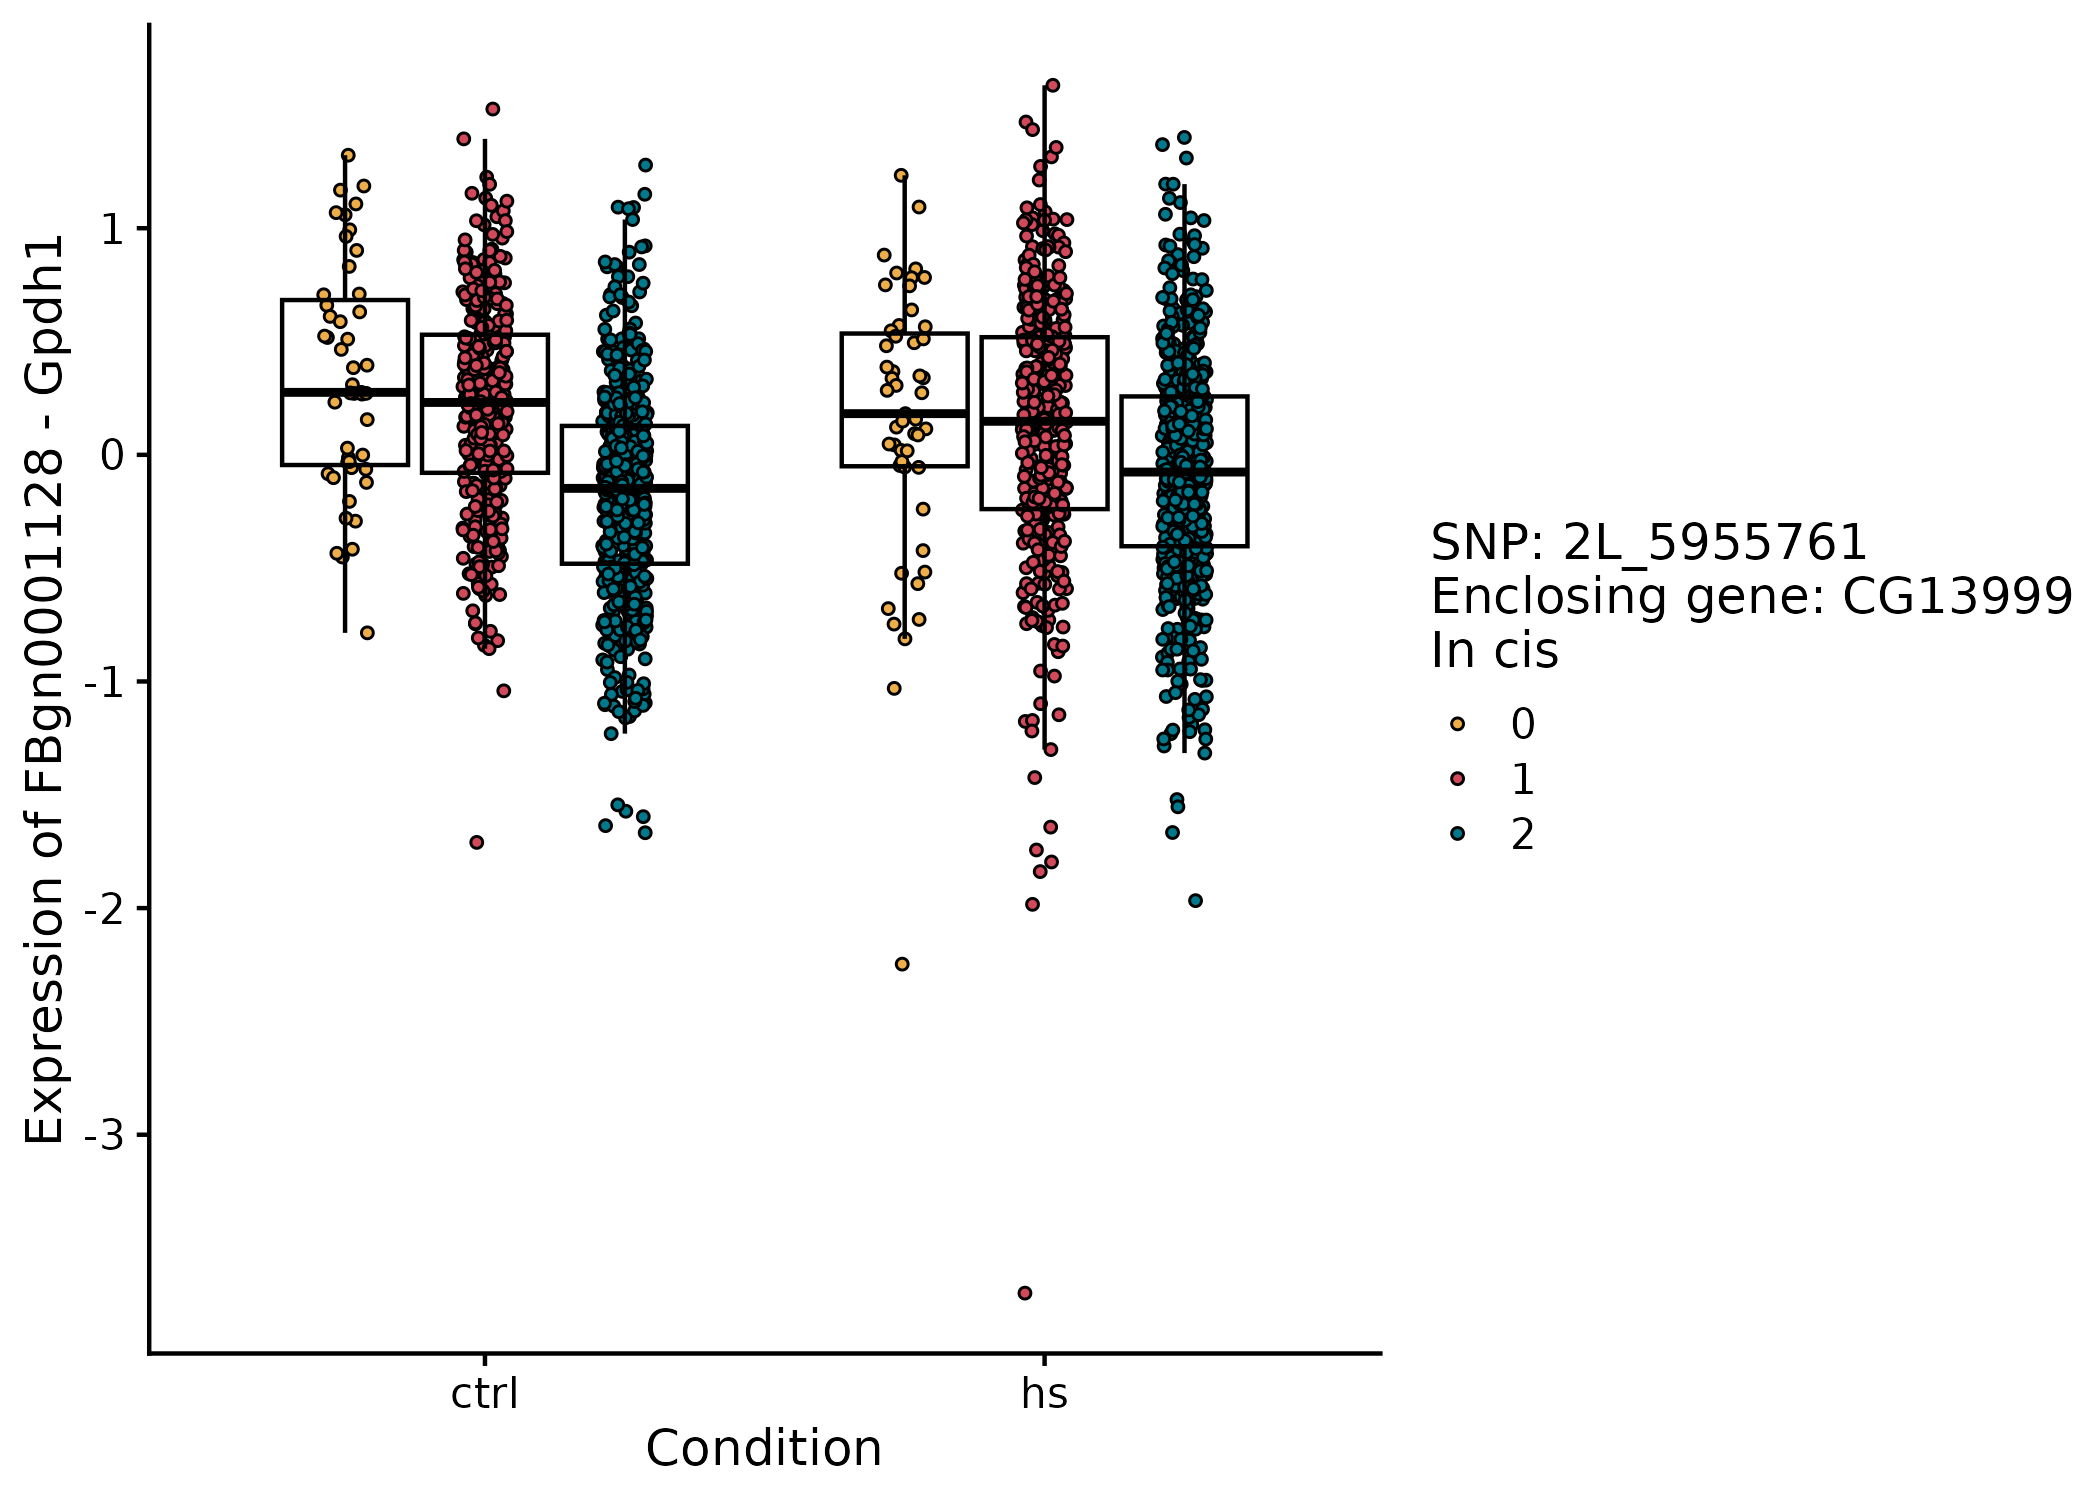 Expression of FBgn0001128 - Gpdh1
1
0
-1
-2
-3
ctrl
hs
Condition
SNP: 2L_5955761
Enclosing gene: CG13999
In cis
0
1
2